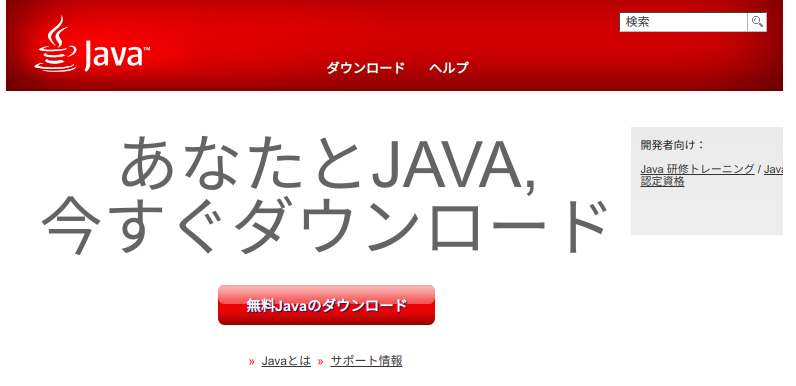 検索
Java™
ダウンロード ヘルプ
あなたとJAVA,
今すぐダウンロード
開発者向け：
Java 研修トレーニング / Java
認定資格
無料Javaのダウンロード
» Javaとは » サポート情報